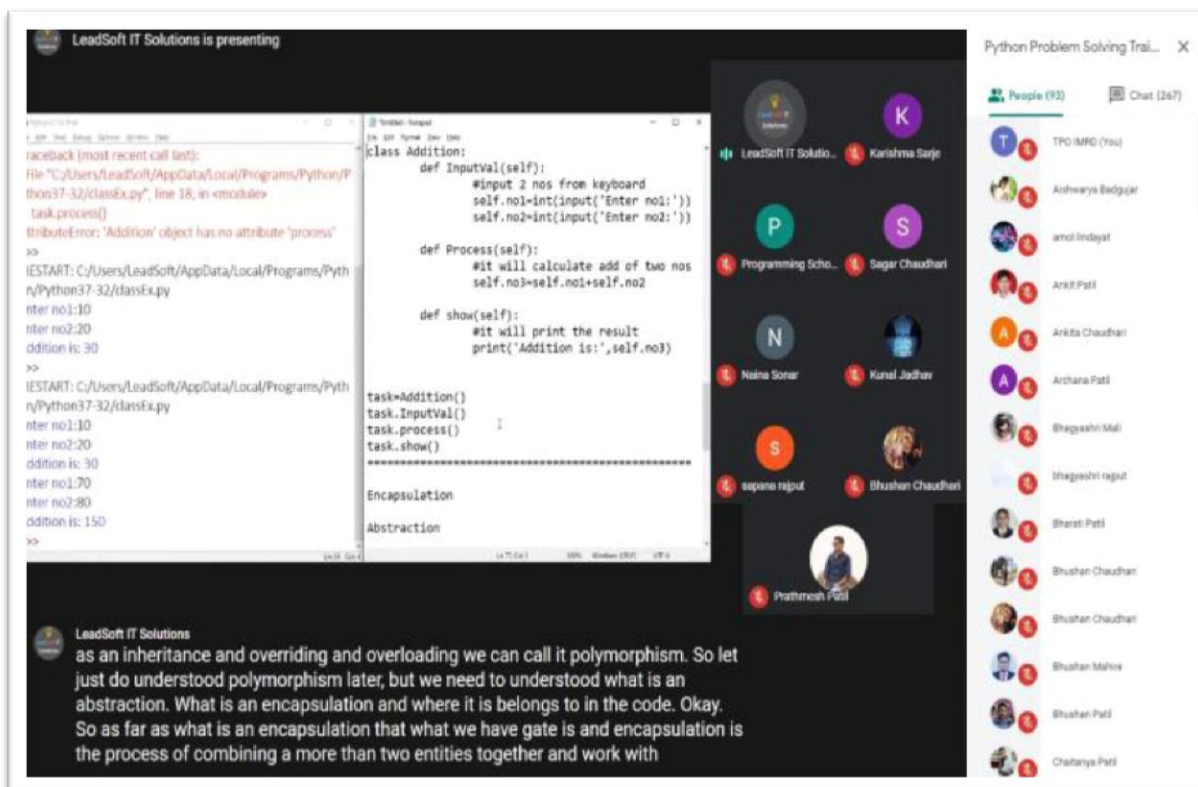 LeadSoft IT Solutions is presenting
Python Problem Solving Trai...
People (93)
Chat (267)
raceback (most recent call last):
File "C:/Users/LeadSoft/AppData/Local/Programs/Python/P
thon37-32/classEx.py", line 18, in <module>
task.process()
ttributeError: 'Addition' object has no attribute 'process'
>>
RESTART: C:/Users/LeadSoft/AppData/Local/Programs/Pyth
n/Python37-32/classEx.py
nter no1:10
nter no2:20
ddition is: 30
>>
RESTART: C:/Users/LeadSoft/AppData/Local/Programs/Pyth
n/Python37-32/classEx.py
nter no1:10
nter no2:20
ddition is: 30
nter no1:70
nter no2:80
ddition is: 150
>>
*Untitled - Notepad
File Edit Format View Help
class Addition:
def InputVal(self):
#input 2 nos from keyboard
self.no1=int(input('Enter no1:'))
self.no2=int(input('Enter no2:'))
def Process(self):
#it will calculate add of two nos
self.no3=self.no1+self.no2
def show(self):
#it will print the result
print('Addition is:',self.no3)
task=Addition()
task.InputVal()
task.process()
task.show()
==================================================
Encapsulation
Abstraction
LeadSoft IT Solutio...
K
Karishma Sarje
P
Programming Scho...
S
Sagar Chaudhari
N
Naina Sonar
Kunal Jadhav
S
sapana rajput
Bhushan Chaudhari
Prathmesh Patil
T
TPO IMRD (You)
Aishwarya Badgujar
amol lindayat
Ankit Patil
A
Ankita Chaudhari
A
Archana Patil
Bhagyashri Mali
bhagyashri rajput
Bharati Patil
Bhushan Chaudhari
Bhushan Chaudhari
Bhushan Mahire
Bhushan Patil
Chaitanya Patil
LeadSoft IT Solutions
as an inheritance and overriding and overloading we can call it polymorphism. So let
just do understood polymorphism later, but we need to understood what is an
abstraction. What is an encapsulation and where it is belongs to in the code. Okay.
So as far as what is an encapsulation that what we have gate is and encapsulation is
the process of combining a more than two entities together and work with